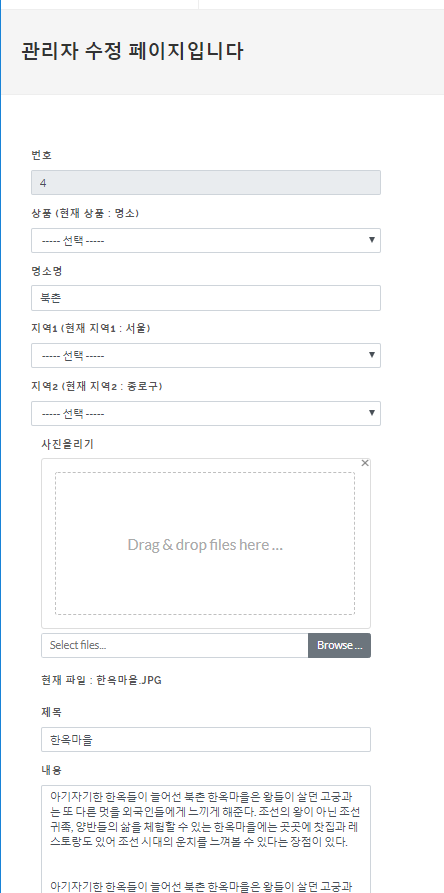 관리자 수정 페이지입니다
번호
4
상품 (현재 상품 : 명소)
----- 선택 -----
명소명
북촌
지역1 (현재 지역1 : 서울)
----- 선택 -----
지역2 (현재 지역2 : 종로구)
----- 선택 -----
사진올리기
×
Drag & drop files here ...
Select files...
Browse ...
현재 파일 : 한옥마을.JPG
제목
한옥마을
내용
아기자기한 한옥들이 늘어선 북촌 한옥마을은 왕들이 살던 고궁과
는 또 다른 멋을 외국인들에게 느끼게 해준다. 조선의 왕이 아닌 조선
귀족, 양반들의 삶을 체험할 수 있는 한옥마을에는 곳곳에 찻집과 레
스토랑도 있어 조선 시대의 운치를 느껴볼 수 있다는 장점이 있다.
아기자기한 한옥들이 늘어선 북촌 한옥마을은 왕들이 살던 고궁과